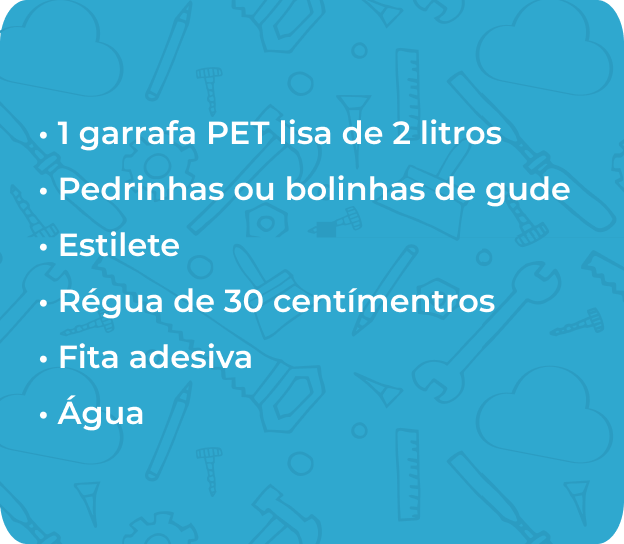 • 1 garrafa PET lisa de 2 litros
• Pedrinhas ou bolinhas de gude
• Estilete
• Régua de 30 centímentros
• Fita adesiva
• Água